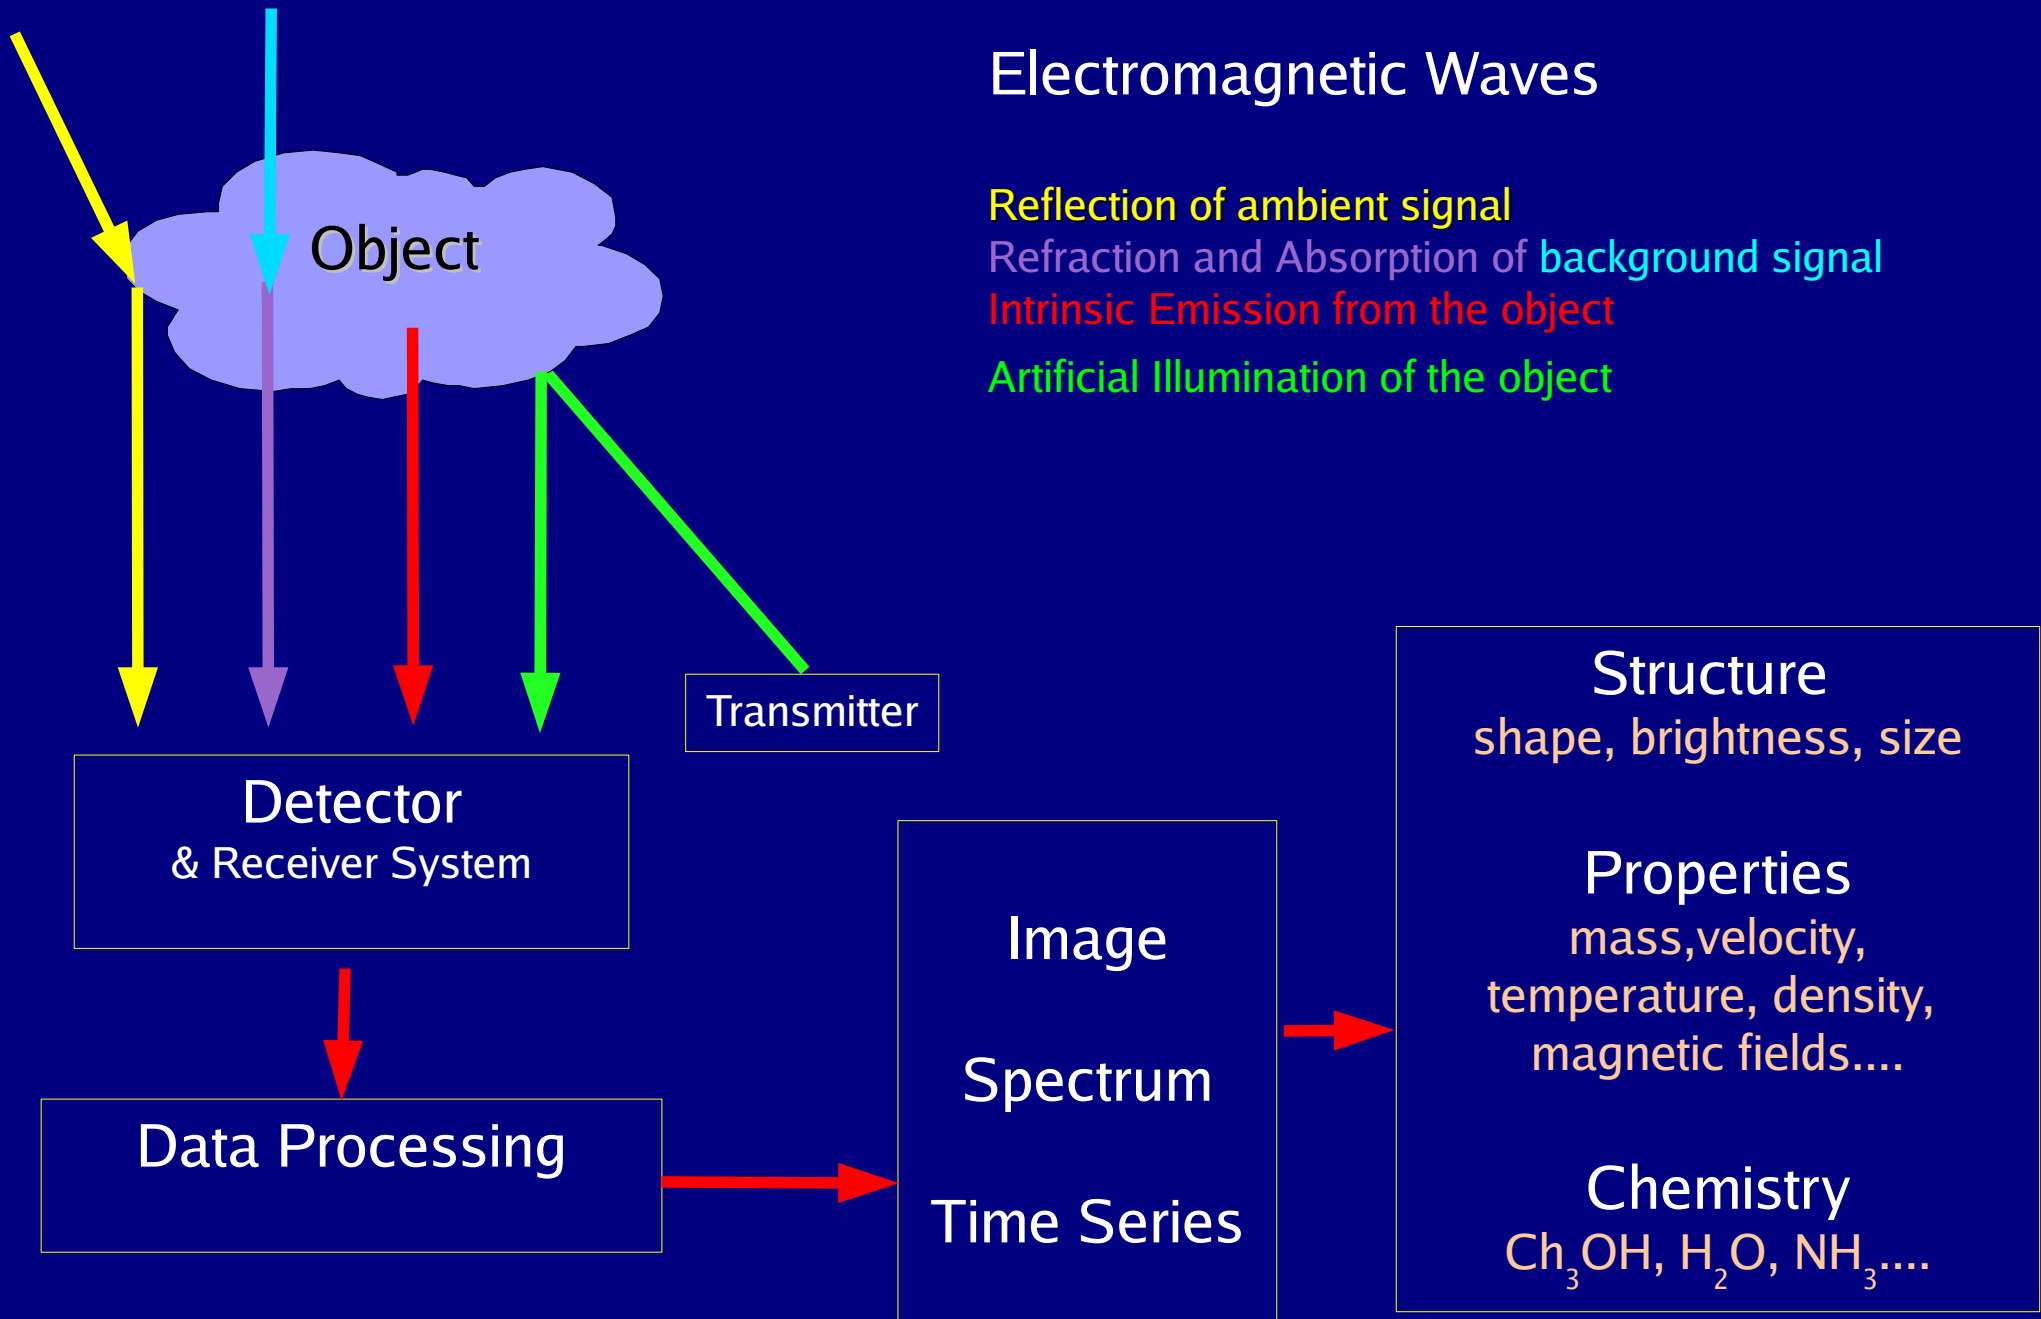 Electromagnetic Waves
Reflection of ambient signal
Refraction and Absorption of background signal
Intrinsic Emission from the object
Artificial Illumination of the object
Object
Transmitter
Detector
& Receiver System
Data Processing
Image
Spectrum
Time Series
Structure
shape, brightness, size
Properties
mass,velocity,
temperature, density,
magnetic fields....
Chemistry
Ch₃OH, H₂O, NH₃....